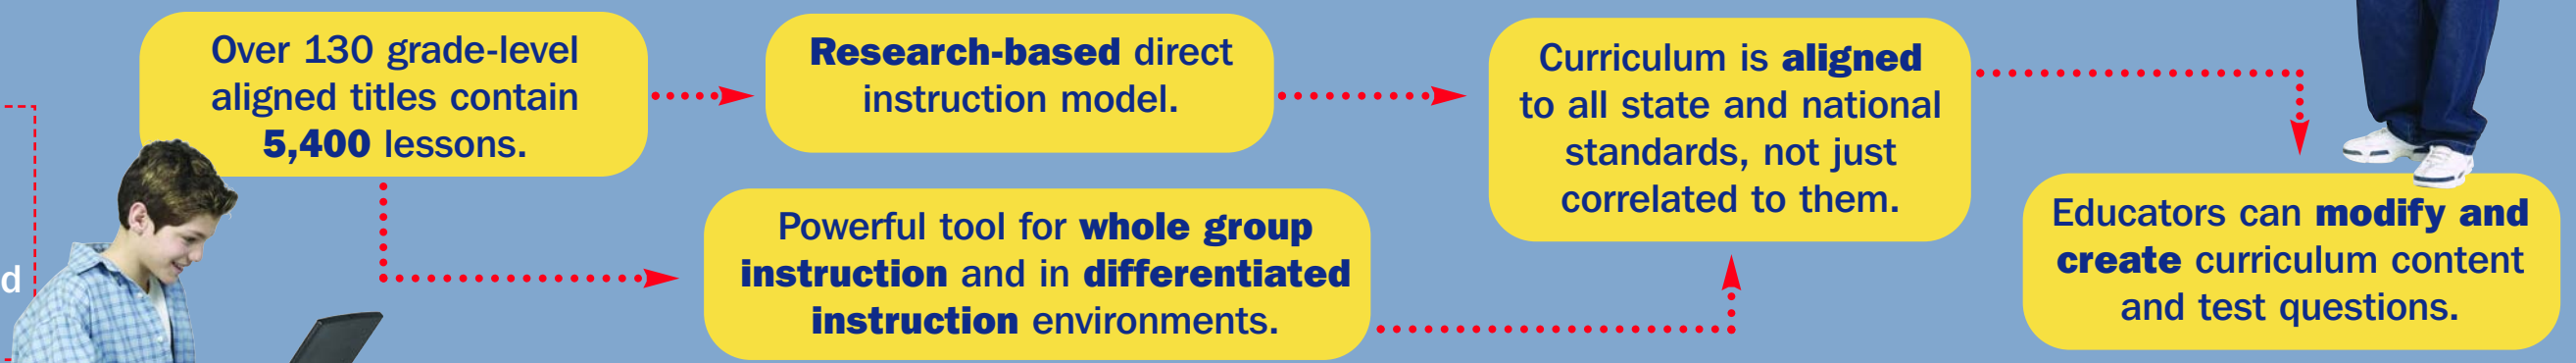 Over 130 grade-level
aligned titles contain
5,400 lessons.
Research-based direct
instruction model.
Powerful tool for whole group
instruction and in differentiated
instruction environments.
Curriculum is aligned
to all state and national
standards, not just
correlated to them.
Educators can modify and
create curriculum content
and test questions.